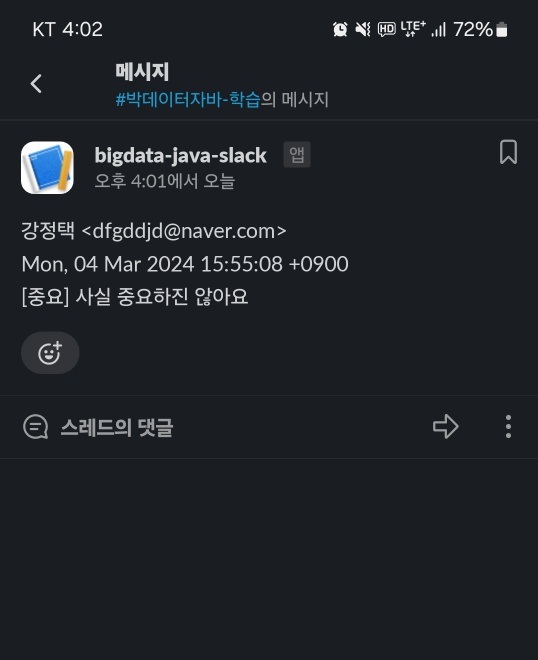 KT 4:02 HD LTE+ 72%
메시지
#박데이터자바-학습의 메시지
bigdata-java-slack 앱
오후 4:01에서 오늘
강정택 <dfgddjd@naver.com>
Mon, 04 Mar 2024 15:55:08 +0900
[중요] 사실 중요하진 않아요
스레드의 댓글